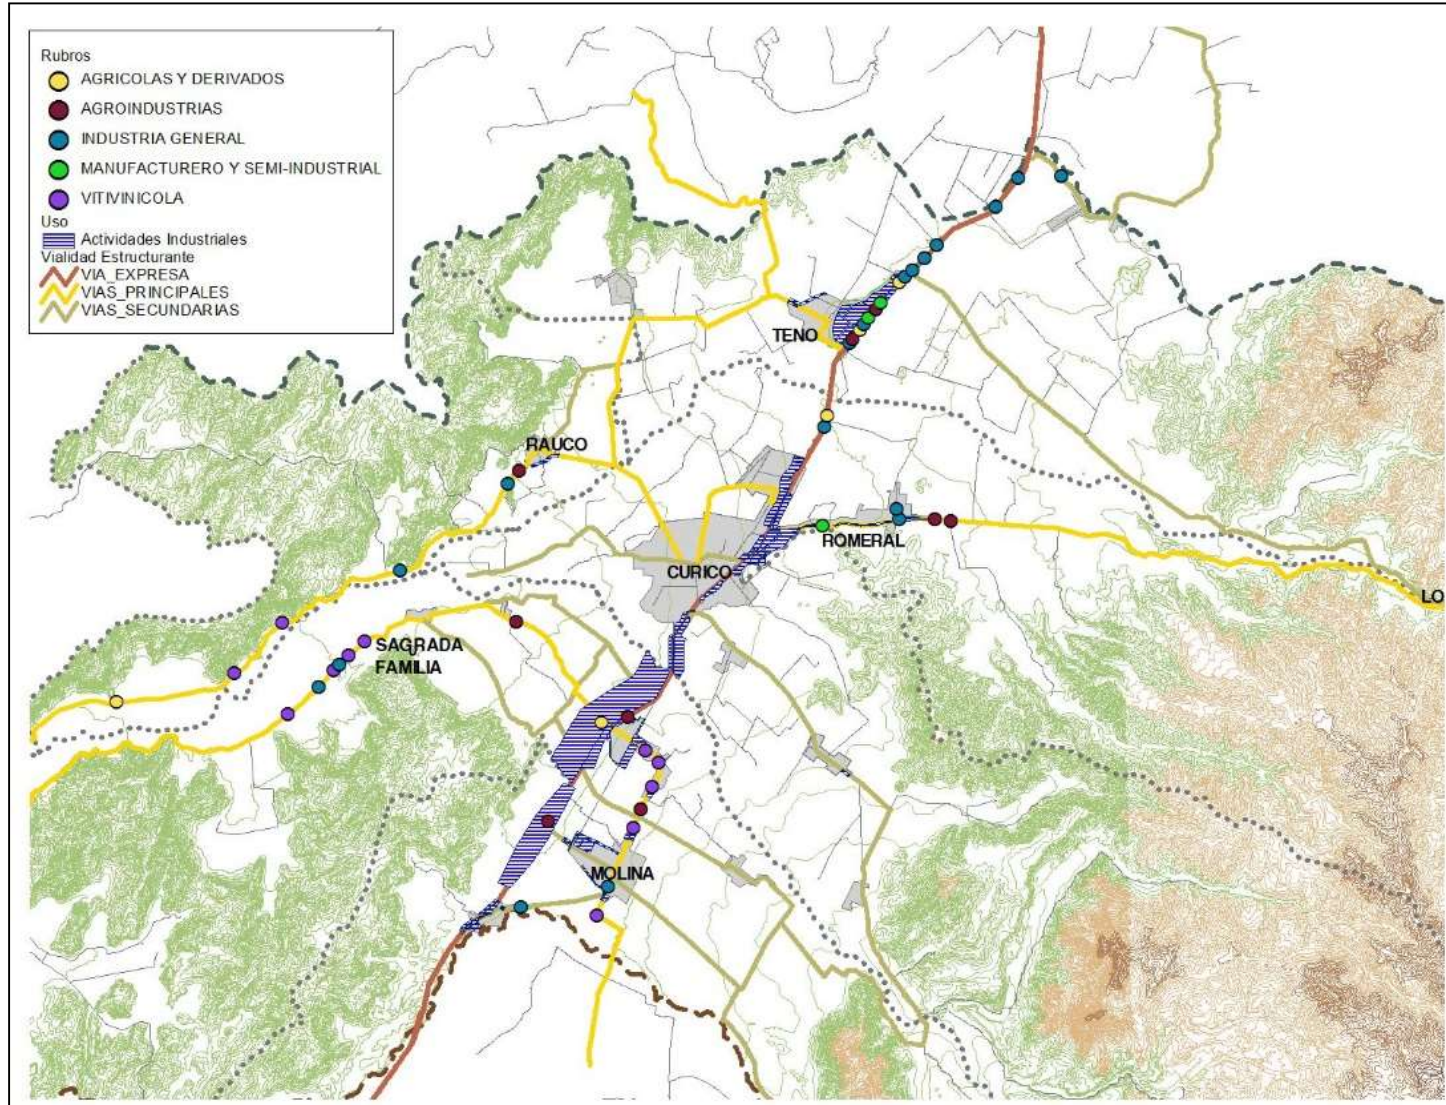 Rubros
AGRICOLAS Y DERIVADOS
AGROINDUSTRIAS
INDUSTRIA GENERAL
MANUFACTURERO Y SEMI-INDUSTRIAL
VITIVINICOLA
Uso
Actividades Industriales
Vialidad Estructurante
VIA_EXPRESA
VIAS_PRINCIPALES
VIAS_SECUNDARIAS
TENO
RAUCO
ROMERAL
CURICO
LO
SAGRADA
FAMILIA
MOLINA